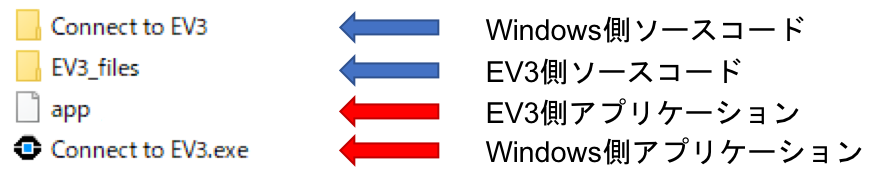 Connect to EV3 Windows側ソースコード
EV3_files EV3側ソースコード
app EV3側アプリケーション
Connect to EV3.exe Windows側アプリケーション